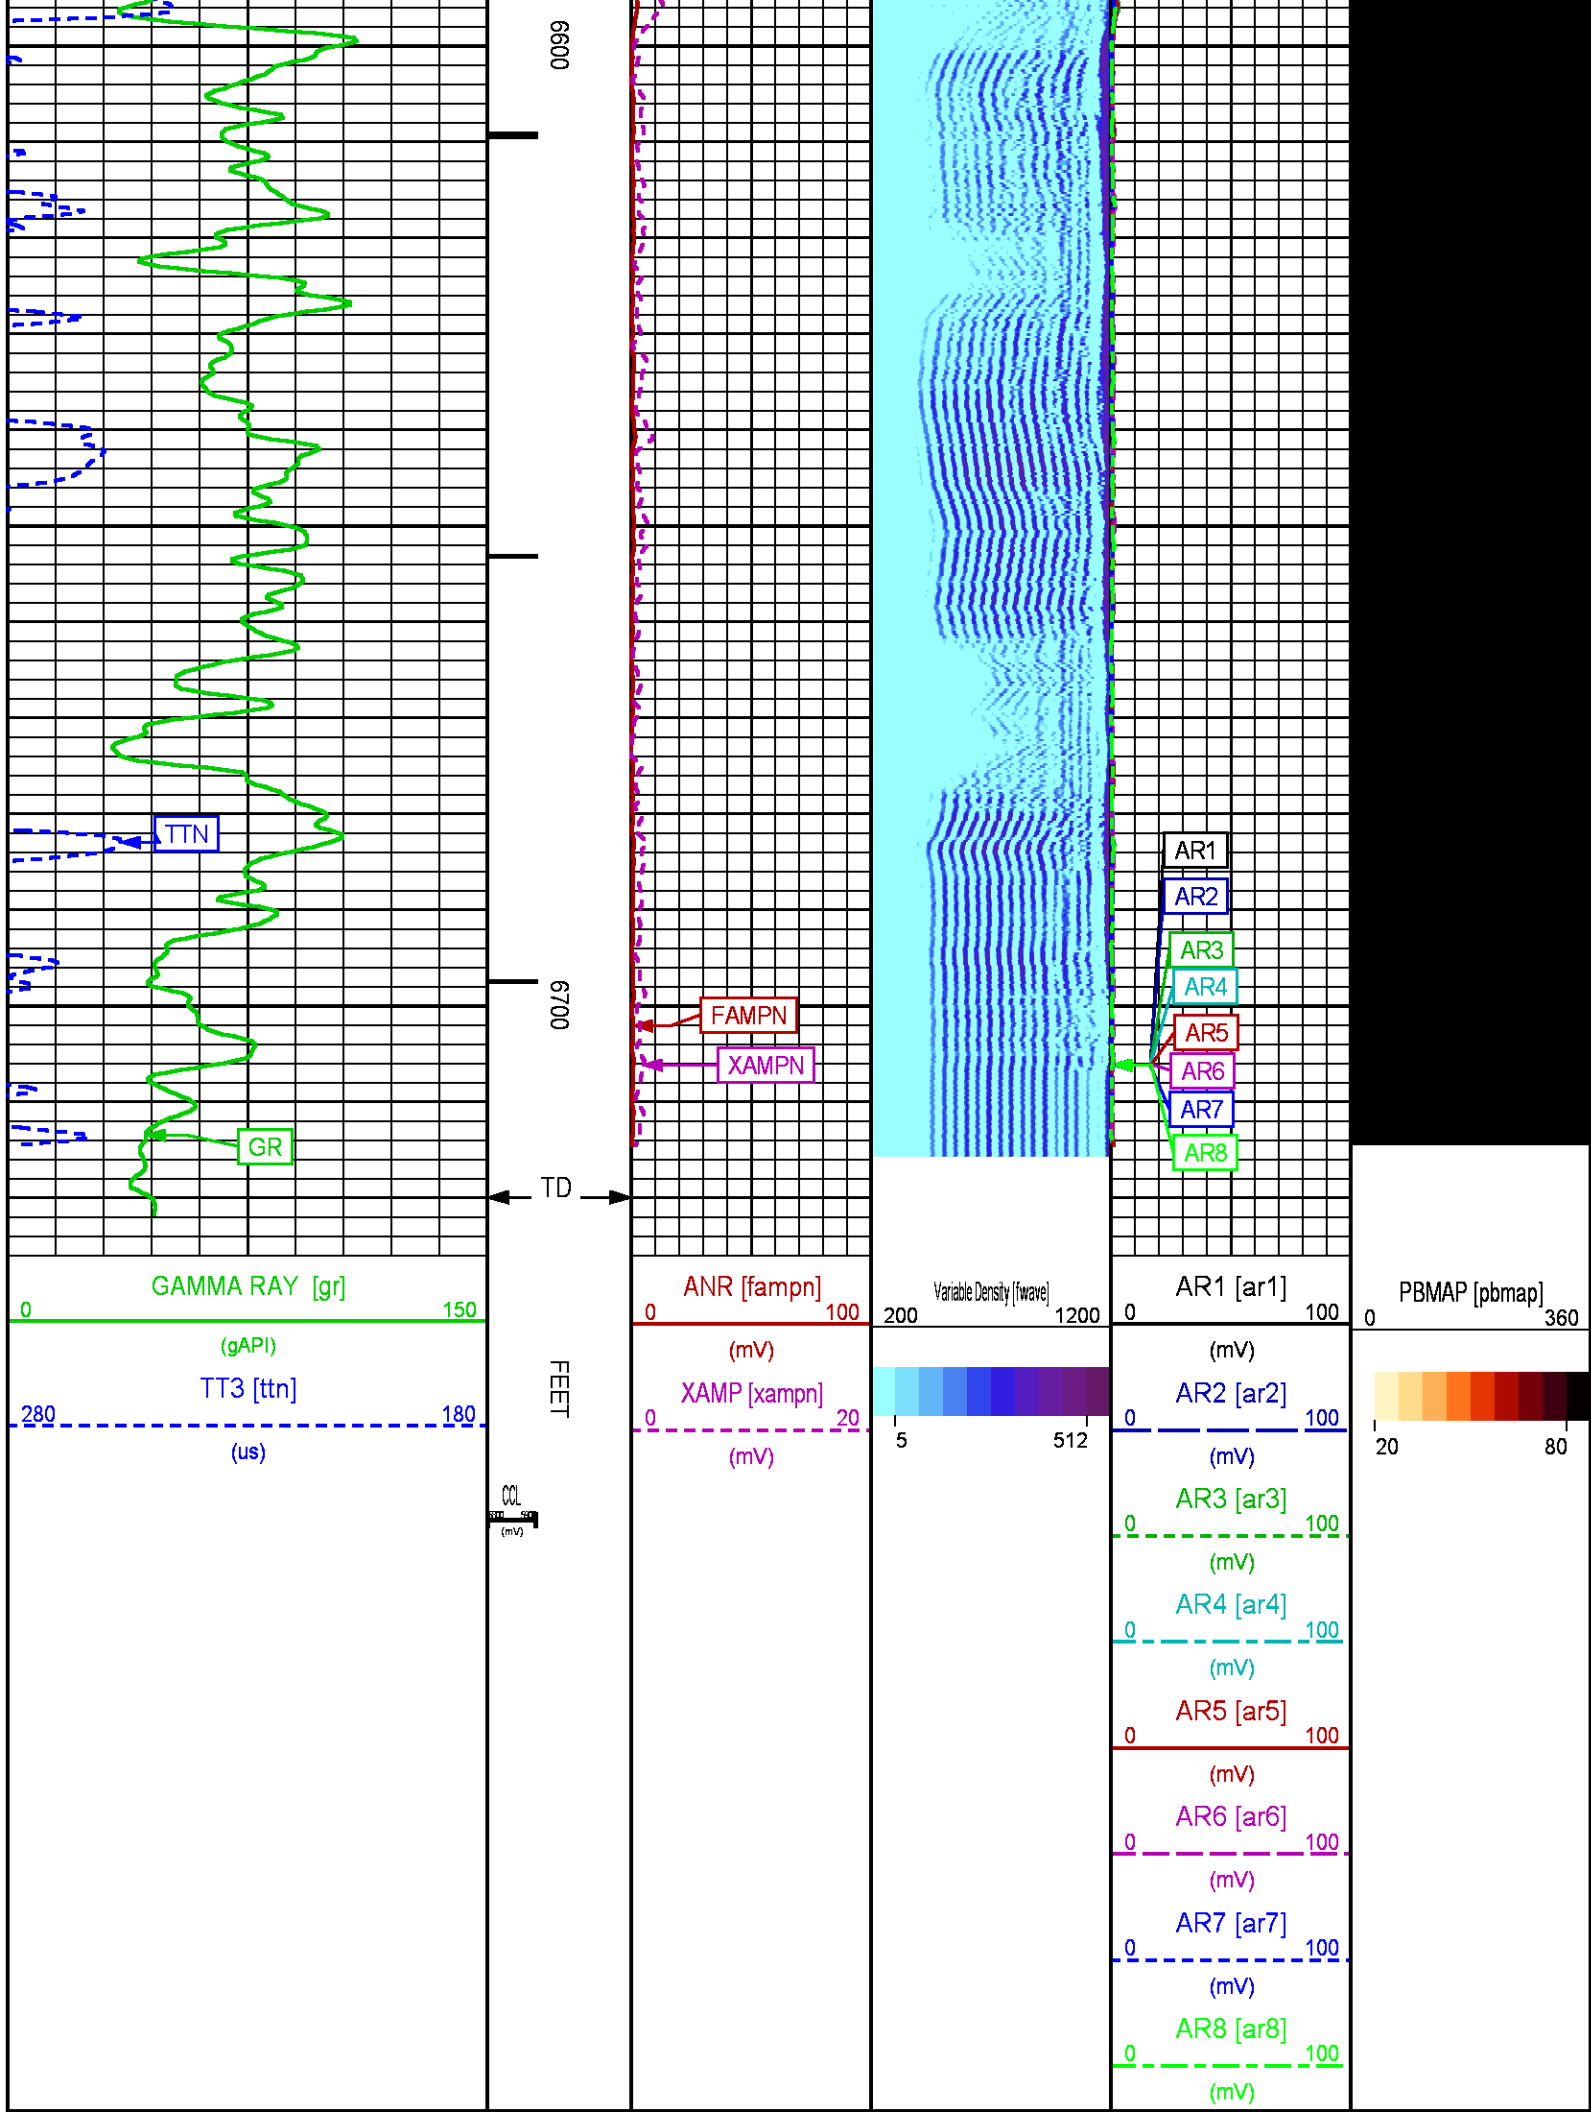 6600
TTN
AR1
AR2
AR3
AR4
6700
FAMPN
AR5
XAMPN
AR6
AR7
GR
AR8
TD
GAMMA RAY [gr]
0 150
(gAPI)
TT3 [ttn]
280 180
(us)
FEET
CCL
(mV)
ANR [fampn]
0 100
(mV)
XAMP [xampn]
0 20
(mV)
Variable Density [fwave]
200 1200
5 512
AR1 [ar1]
0 100
(mV)
AR2 [ar2]
0 100
(mV)
AR3 [ar3]
0 100
(mV)
AR4 [ar4]
0 100
(mV)
AR5 [ar5]
0 100
(mV)
AR6 [ar6]
0 100
(mV)
AR7 [ar7]
0 100
(mV)
AR8 [ar8]
0 100
(mV)
PBMAP [pbmap]
0 360
20 80